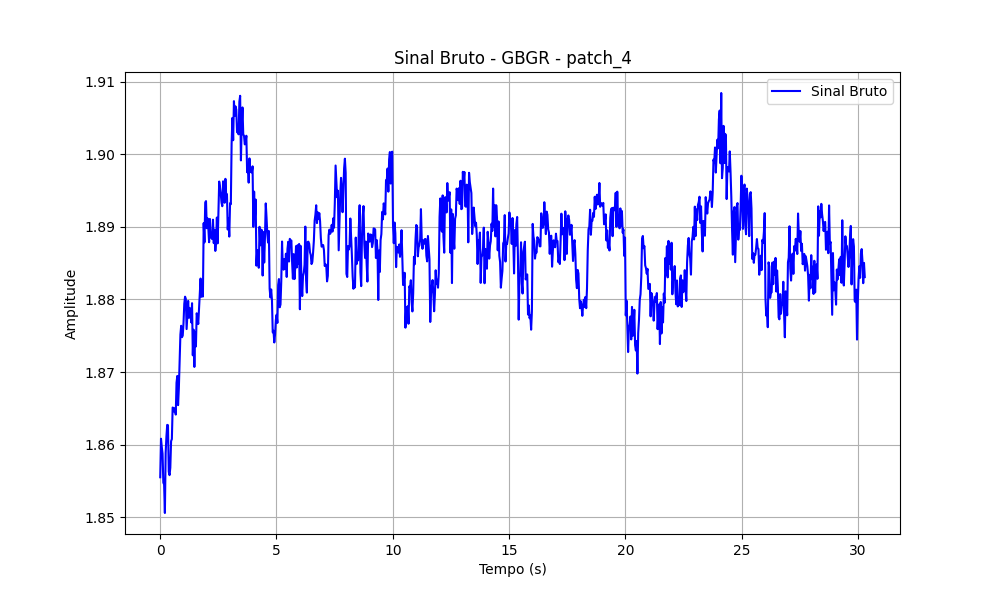 Sinal Bruto - GBGR - patch_4
Sinal Bruto
1.91
1.90
1.89
1.88
1.87
1.86
1.85
Amplitude
0 5 10 15 20 25 30
Tempo (s)